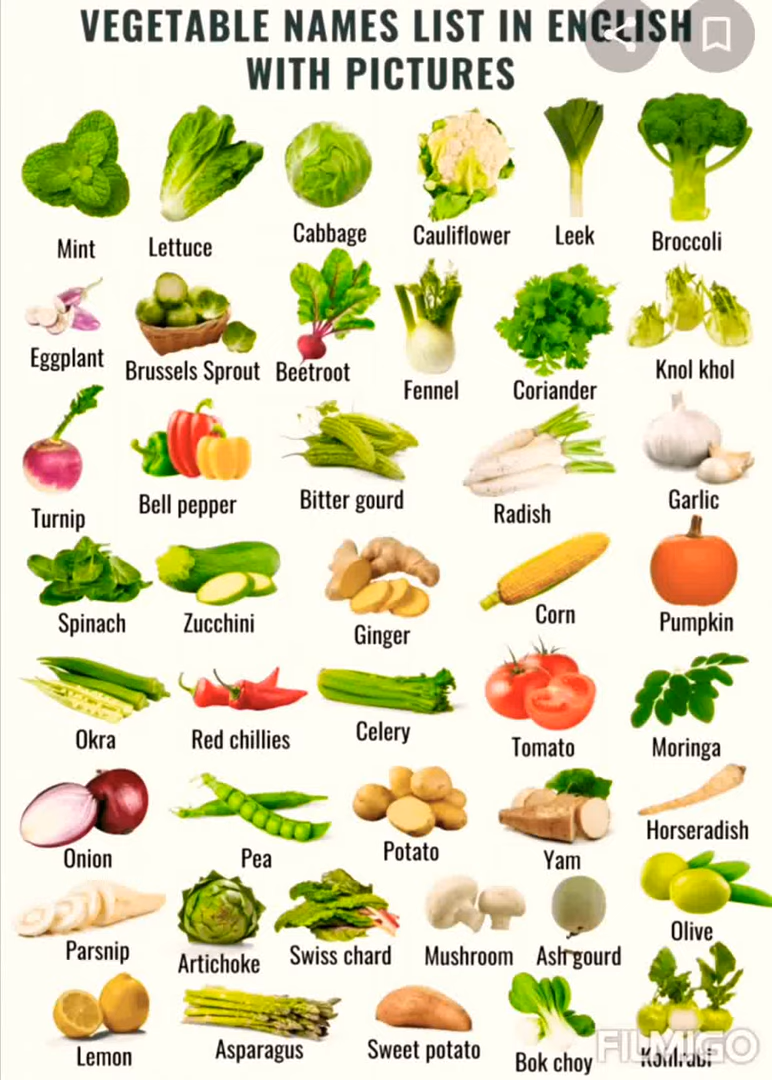 VEGETABLE NAMES LIST IN ENGLISH
WITH PICTURES
Mint
Lettuce
Cabbage
Cauliflower
Leek
Broccoli
Eggplant
Brussels Sprout
Beetroot
Fennel
Coriander
Knol khol
Turnip
Bell pepper
Bitter gourd
Radish
Garlic
Spinach
Zucchini
Ginger
Corn
Pumpkin
Okra
Red chillies
Celery
Tomato
Moringa
Onion
Pea
Potato
Yam
Horseradish
Parsnip
Artichoke
Swiss chard
Mushroom
Ash gourd
Olive
Lemon
Asparagus
Sweet potato
Bok choy
Kohlrabi
FILMIGO